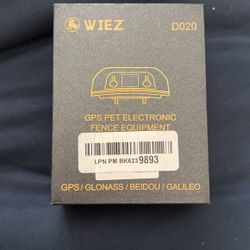 WIEZ
D020
GPS PET ELECTRONIC
FENCE EQUIPMENT
LPN PM BK623 9893
GPS / GLONASS / BEIDOU / GALILEO